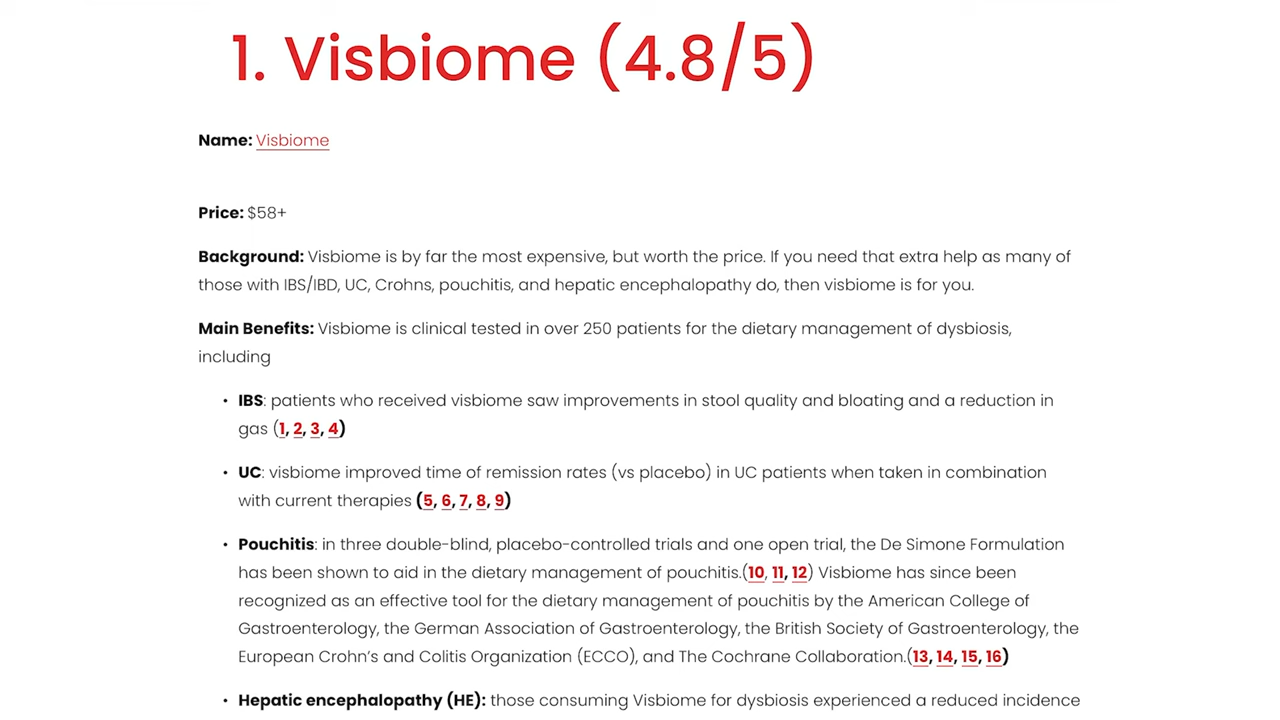 1. Visbiome (4.8/5)
Name: Visbiome
Price: $58+
Background: Visbiome is by far the most expensive, but worth the price. If you need that extra help as many of
those with IBS/IBD, UC, Crohns, pouchitis, and hepatic encephalopathy do, then visbiome is for you.
Main Benefits: Visbiome is clinical tested in over 250 patients for the dietary management of dysbiosis,
including
• IBS: patients who received visbiome saw improvements in stool quality and bloating and a reduction in
gas (1, 2, 3, 4)
• UC: visbiome improved time of remission rates (vs placebo) in UC patients when taken in combination
with current therapies (5, 6, 7, 8, 9)
• Pouchitis: in three double-blind, placebo-controlled trials and one open trial, the De Simone Formulation
has been shown to aid in the dietary management of pouchitis.(10, 11, 12) Visbiome has since been
recognized as an effective tool for the dietary management of pouchitis by the American College of
Gastroenterology, the German Association of Gastroenterology, the British Society of Gastroenterology, the
European Crohn's and Colitis Organization (ECCO), and The Cochrane Collaboration.(13, 14, 15, 16)
• Hepatic encephalopathy (HE): those consuming Visbiome for dysbiosis experienced a reduced incidence